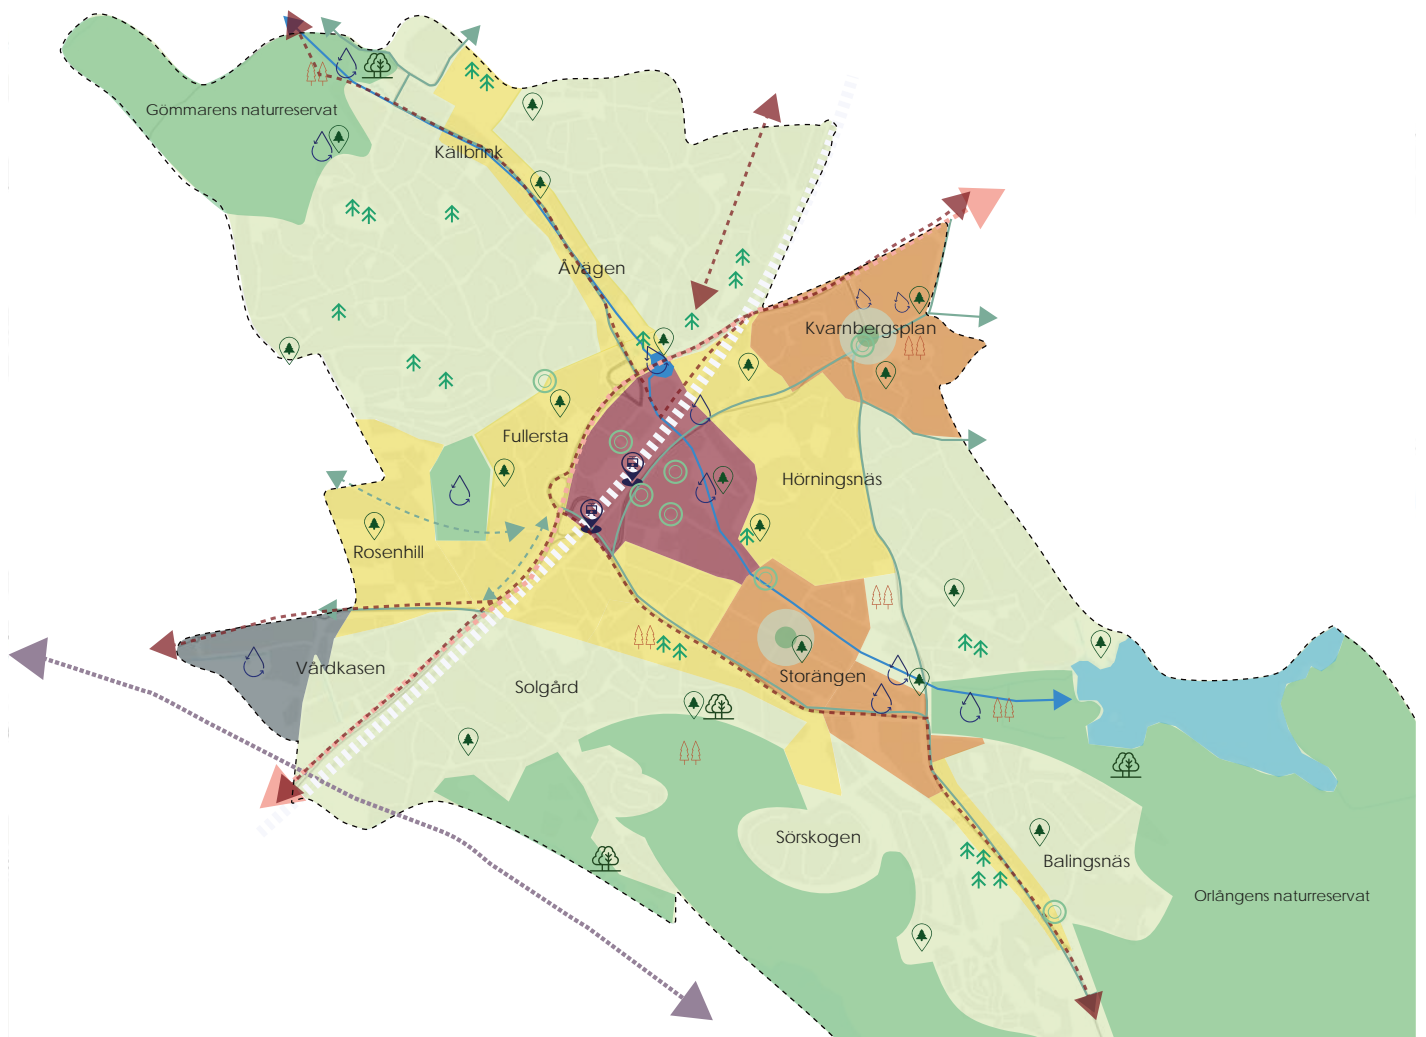 Gömmarens naturreservat
Källbrink
Åvägen
Kvarnbergsplan
Fullersta
Hörningsnäs
Rosenhill
Vårdkasen
Solgård
Storängen
Sörskogen
Balingsnäs
Orlångens naturreservat